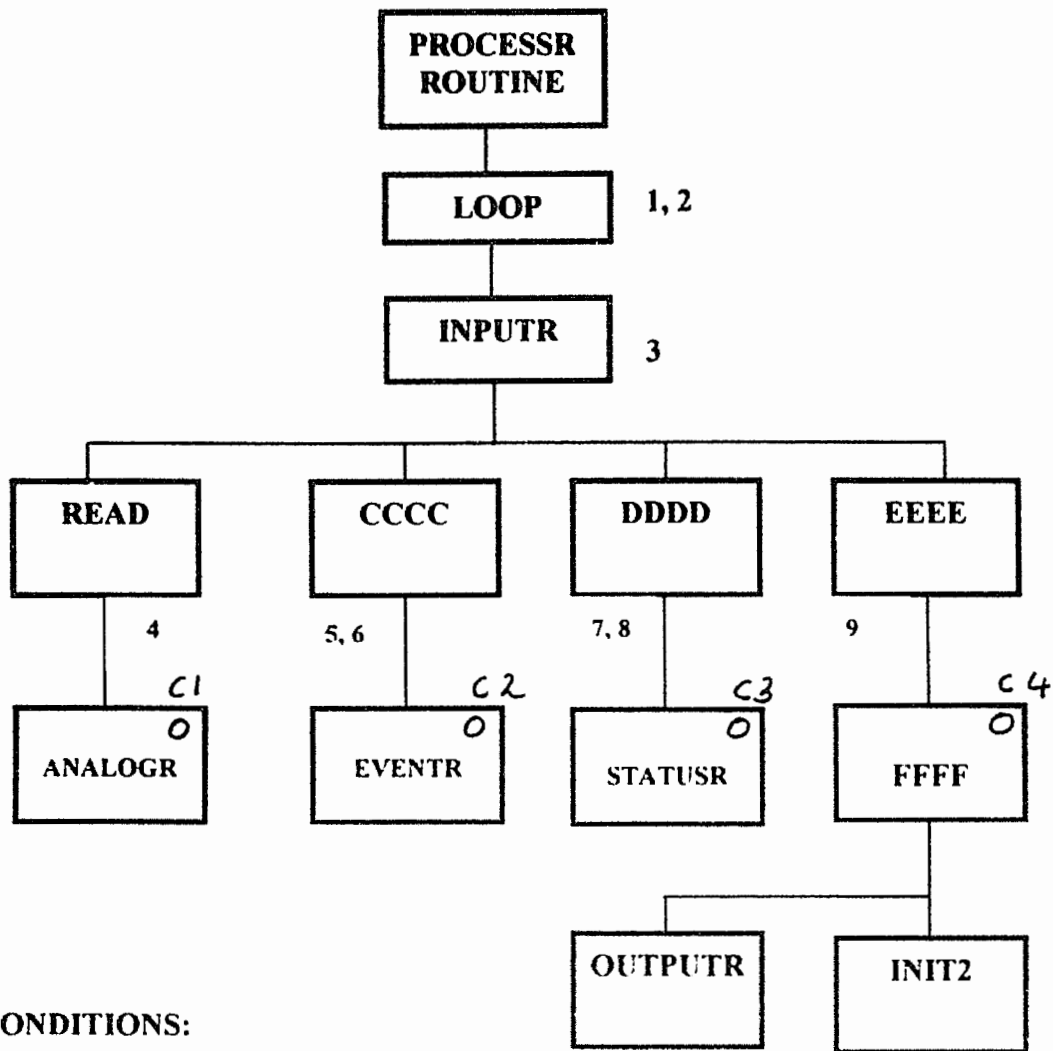 PROCESSR
ROUTINE
LOOP 1, 2
INPUTR
3
READ CCCC DDDD EEEE
4 5, 6 7, 8 9
C1 C2 C3 C4
O O O O
ANALOGR EVENTR STATUSR FFFF
OUTPUTR INIT2
ONDITIONS: